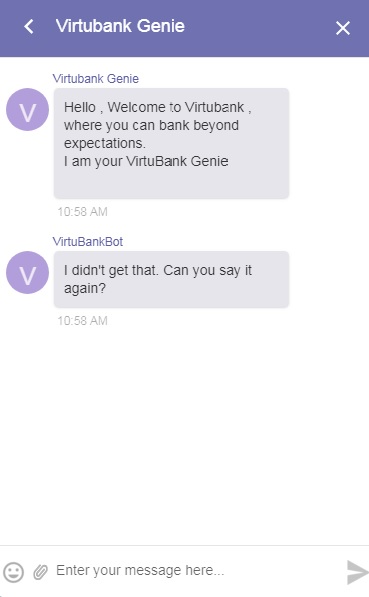 Virtubank Genie
Virtubank Genie
V
Hello , Welcome to Virtubank ,
where you can bank beyond
expectations.
I am your VirtuBank Genie
10:58 AM
VirtuBankBot
V
I didn't get that. Can you say it
again?
10:58 AM
Enter your message here...